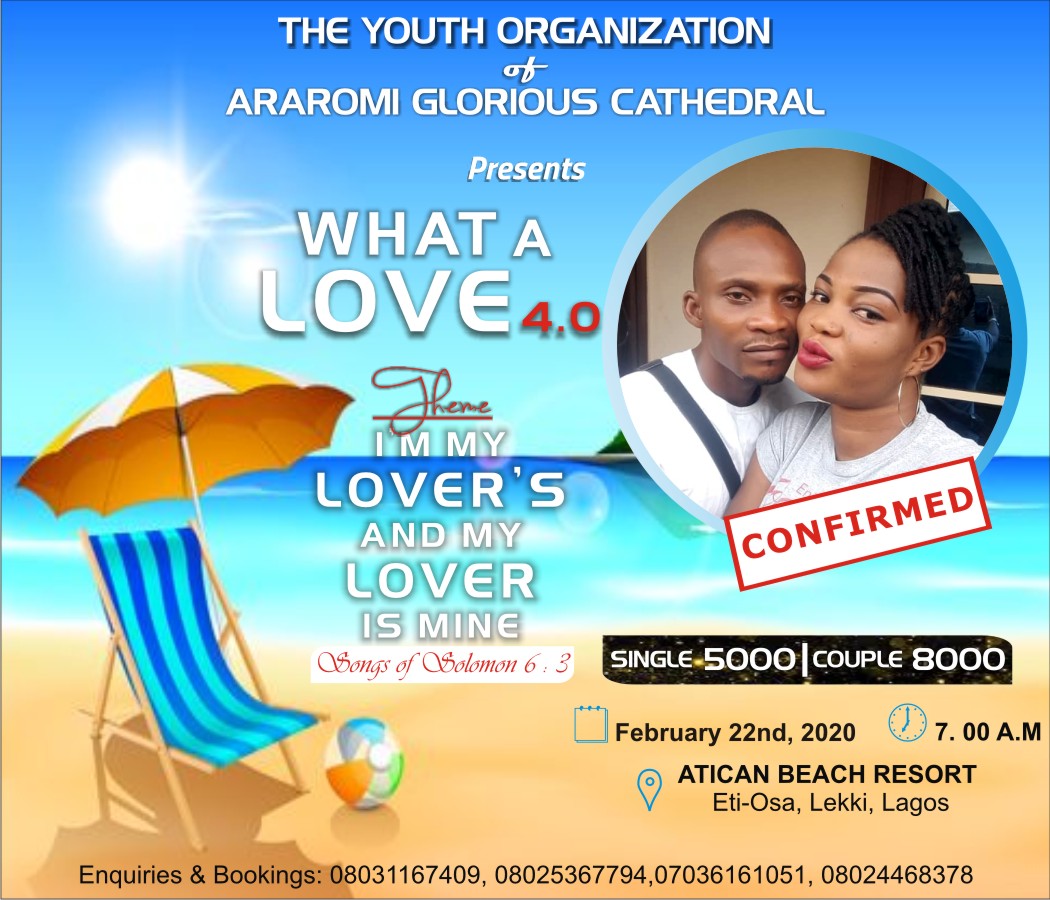 THE YOUTH ORGANIZATION
of
ARAROMI GLORIOUS CATHEDRAL
Presents
WHAT A
LOVE 4.0
Theme
I'M MY
LOVER'S
AND MY
LOVER
IS MINE
Songs of Solomon 6 : 3
CONFIRMED
SINGLE 5000|COUPLE 8000
February 22nd, 2020
7. 00 A.M
ATICAN BEACH RESORT
Eti-Osa, Lekki, Lagos
Enquiries & Bookings: 08031167409, 08025367794,07036161051, 08024468378